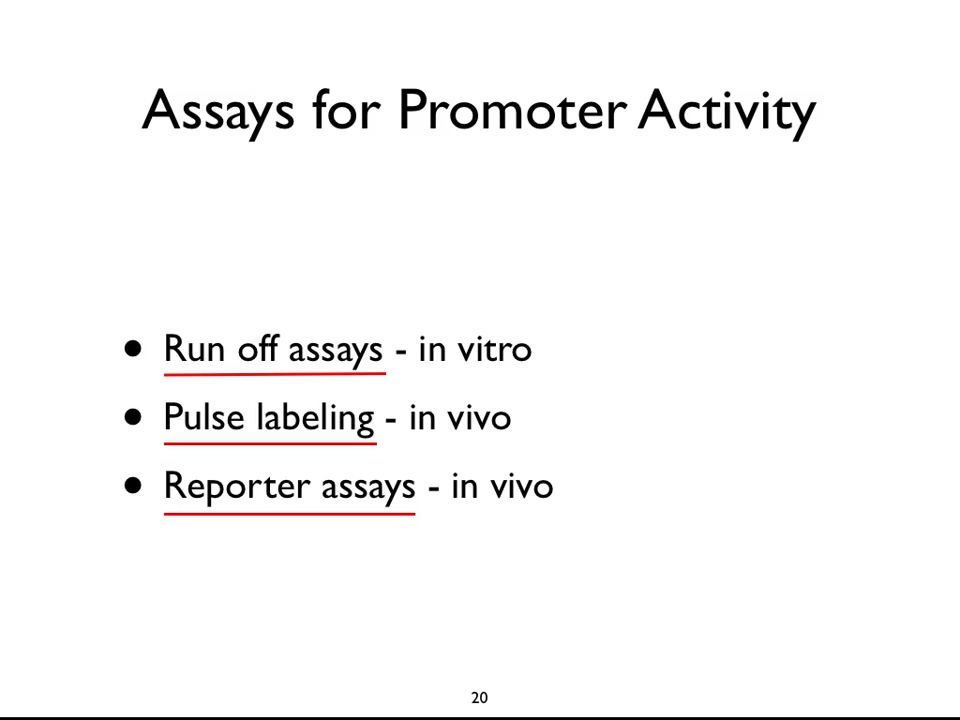 Assays for Promoter Activity
• Run off assays - in vitro
• Pulse labeling - in vivo
• Reporter assays - in vivo
20